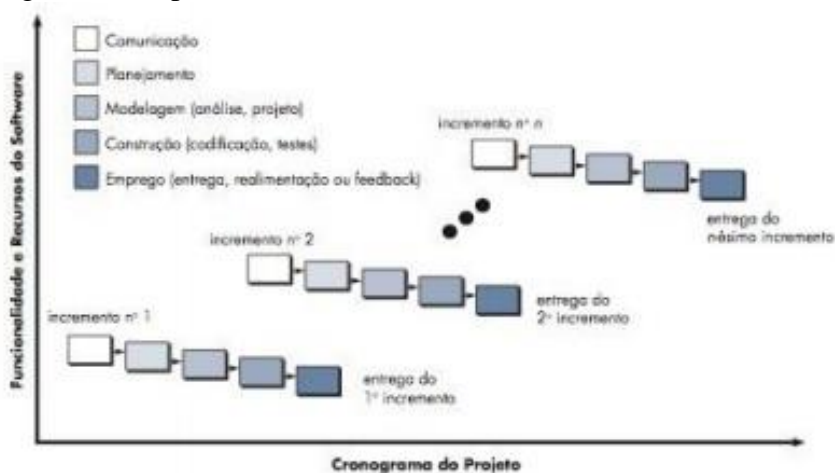 Comunicação
Planejamento
Modelagem (análise, projeto)
Construção (codificação, testes)
Emprego (entrega, realimentação ou feedback)
incremento nº n
entrega do
nésimo incremento
incremento nº 2
entrega do
2º incremento
incremento nº 1
entrega do
1º incremento
Funcionalidade e Recursos do Software
Cronograma do Projeto